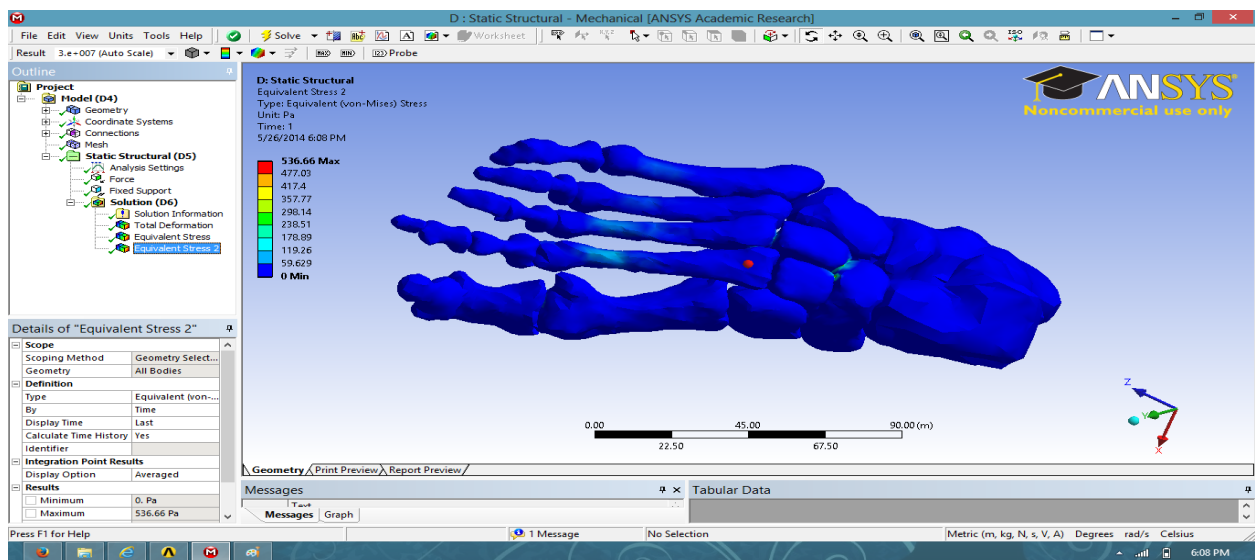 D : Static Structural - Mechanical [ANSYS Academic Research]
File Edit View Units Tools Help Solve Worksheet
Result 3.e+007 (Auto Scale) MAX MIN 123 Probe
Outline
Project
Model (D4)
Geometry
Coordinate Systems
Connections
Mesh
Static Structural (D5)
Analysis Settings
Force
Fixed Support
Solution (D6)
Solution Information
Total Deformation
Equivalent Stress
Equivalent Stress 2
Details of "Equivalent Stress 2"
Scope
Scoping Method Geometry Select...
Geometry All Bodies
Definition
Type Equivalent (von-...
By Time
Display Time Last
Calculate Time History Yes
Identifier
Integration Point Results
Display Option Averaged
Results
Minimum 0. Pa
Maximum 536.66 Pa
D: Static Structural
Equivalent Stress 2
Type: Equivalent (von-Mises) Stress
Unit: Pa
Time: 1
5/26/2014 6:08 PM
536.66 Max
477.03
417.4
357.77
298.14
238.51
178.89
119.26
59.629
0 Min
ANSYS
Noncommercial use only
0.00 45.00 90.00 (m)
22.50 67.50
Z
Y
X
Geometry Print Preview Report Preview
Messages
Text
Messages Graph
Tabular Data
Press F1 for Help 1 Message No Selection Metric (m, kg, N, s, V, A) Degrees rad/s Celsius
6:08 PM